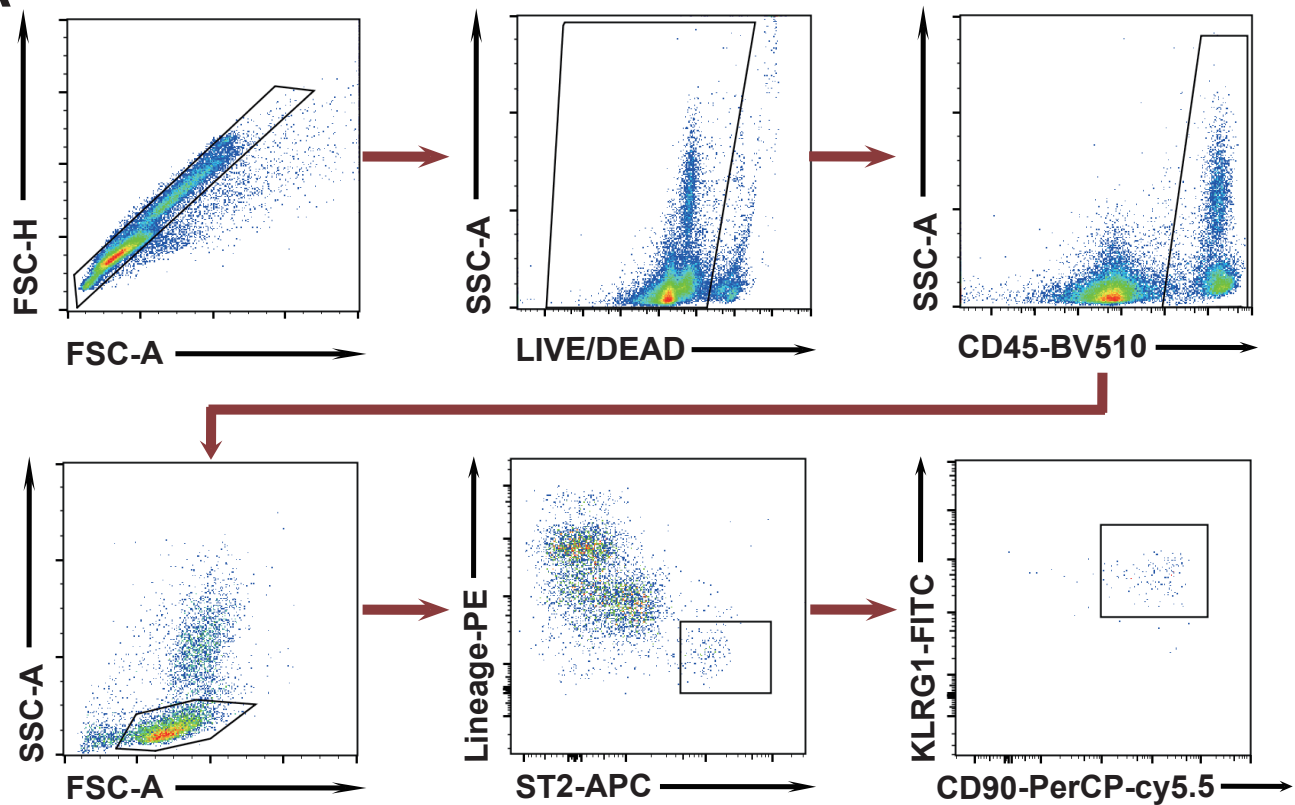 FSC-H
FSC-A
SSC-A
LIVE/DEAD
SSC-A
CD45-BV510
SSC-A
FSC-A
Lineage-PE
ST2-APC
KLRG1-FITC
CD90-PerCP-cy5.5